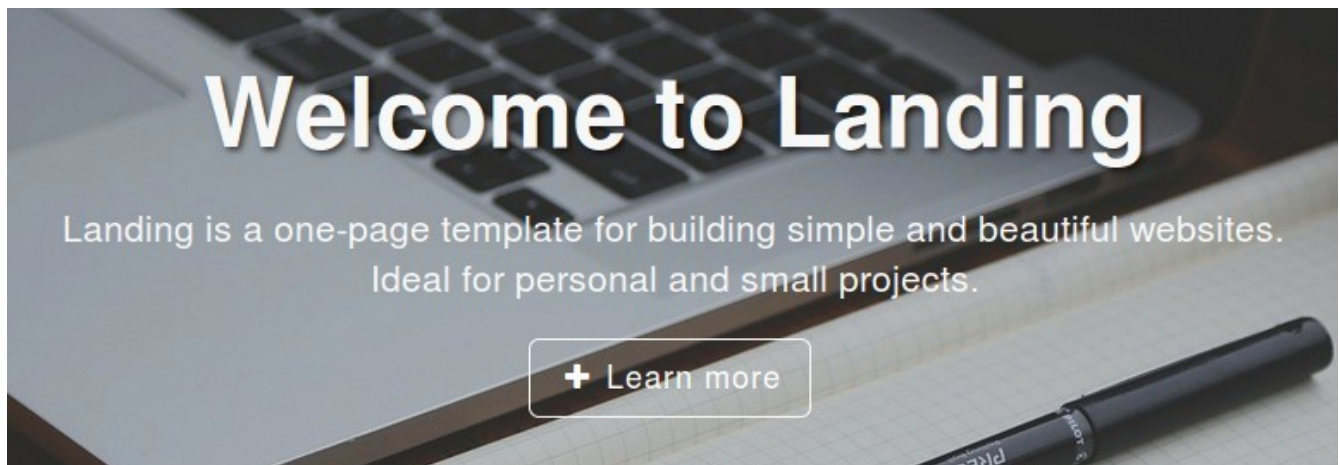 Welcome to Landing
Landing is a one-page template for building simple and beautiful websites.
Ideal for personal and small projects.
+ Learn more
PILOT